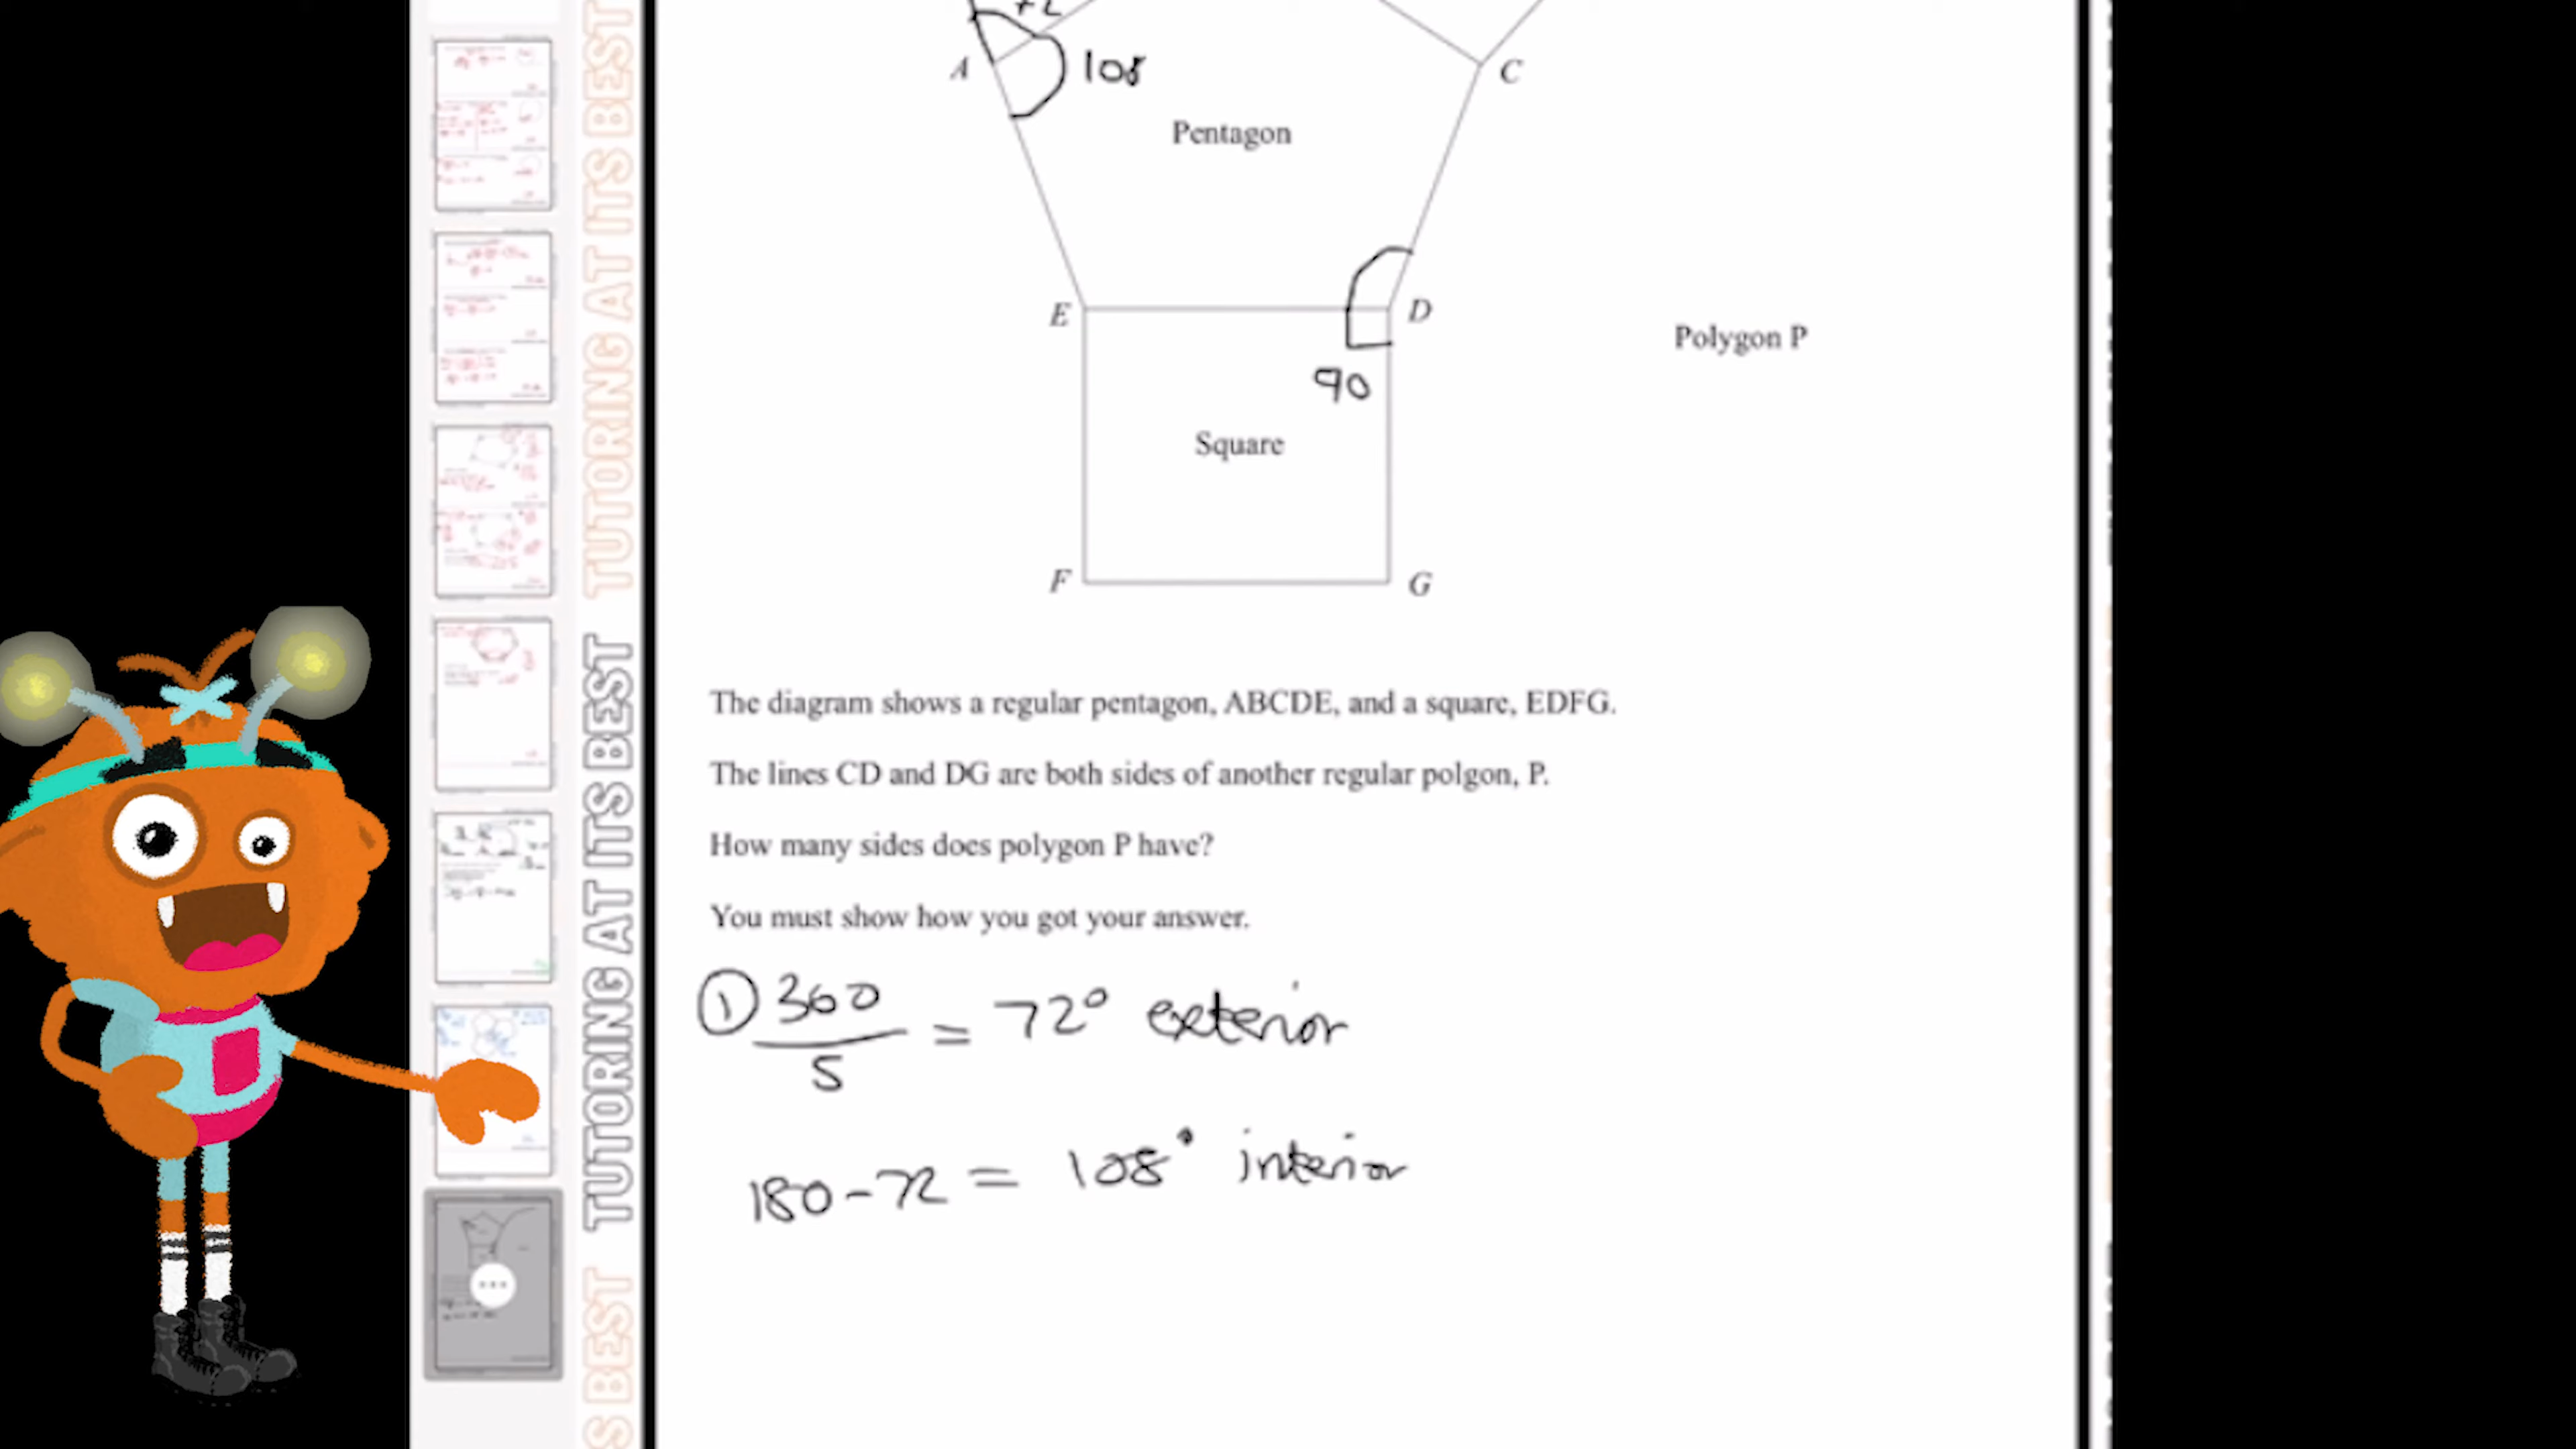 72
A
108
C
Pentagon
E
D
Polygon P
90
Square
F
G
The diagram shows a regular pentagon, ABCDE, and a square, EDFG.
The lines CD and DG are both sides of another regular polgon, P.
How many sides does polygon P have?
You must show how you got your answer.
① 360/5 = 72° exterior
180-72 = 108° interior
TUTORING AT ITS BEST
TUTORING AT ITS BEST
S BEST